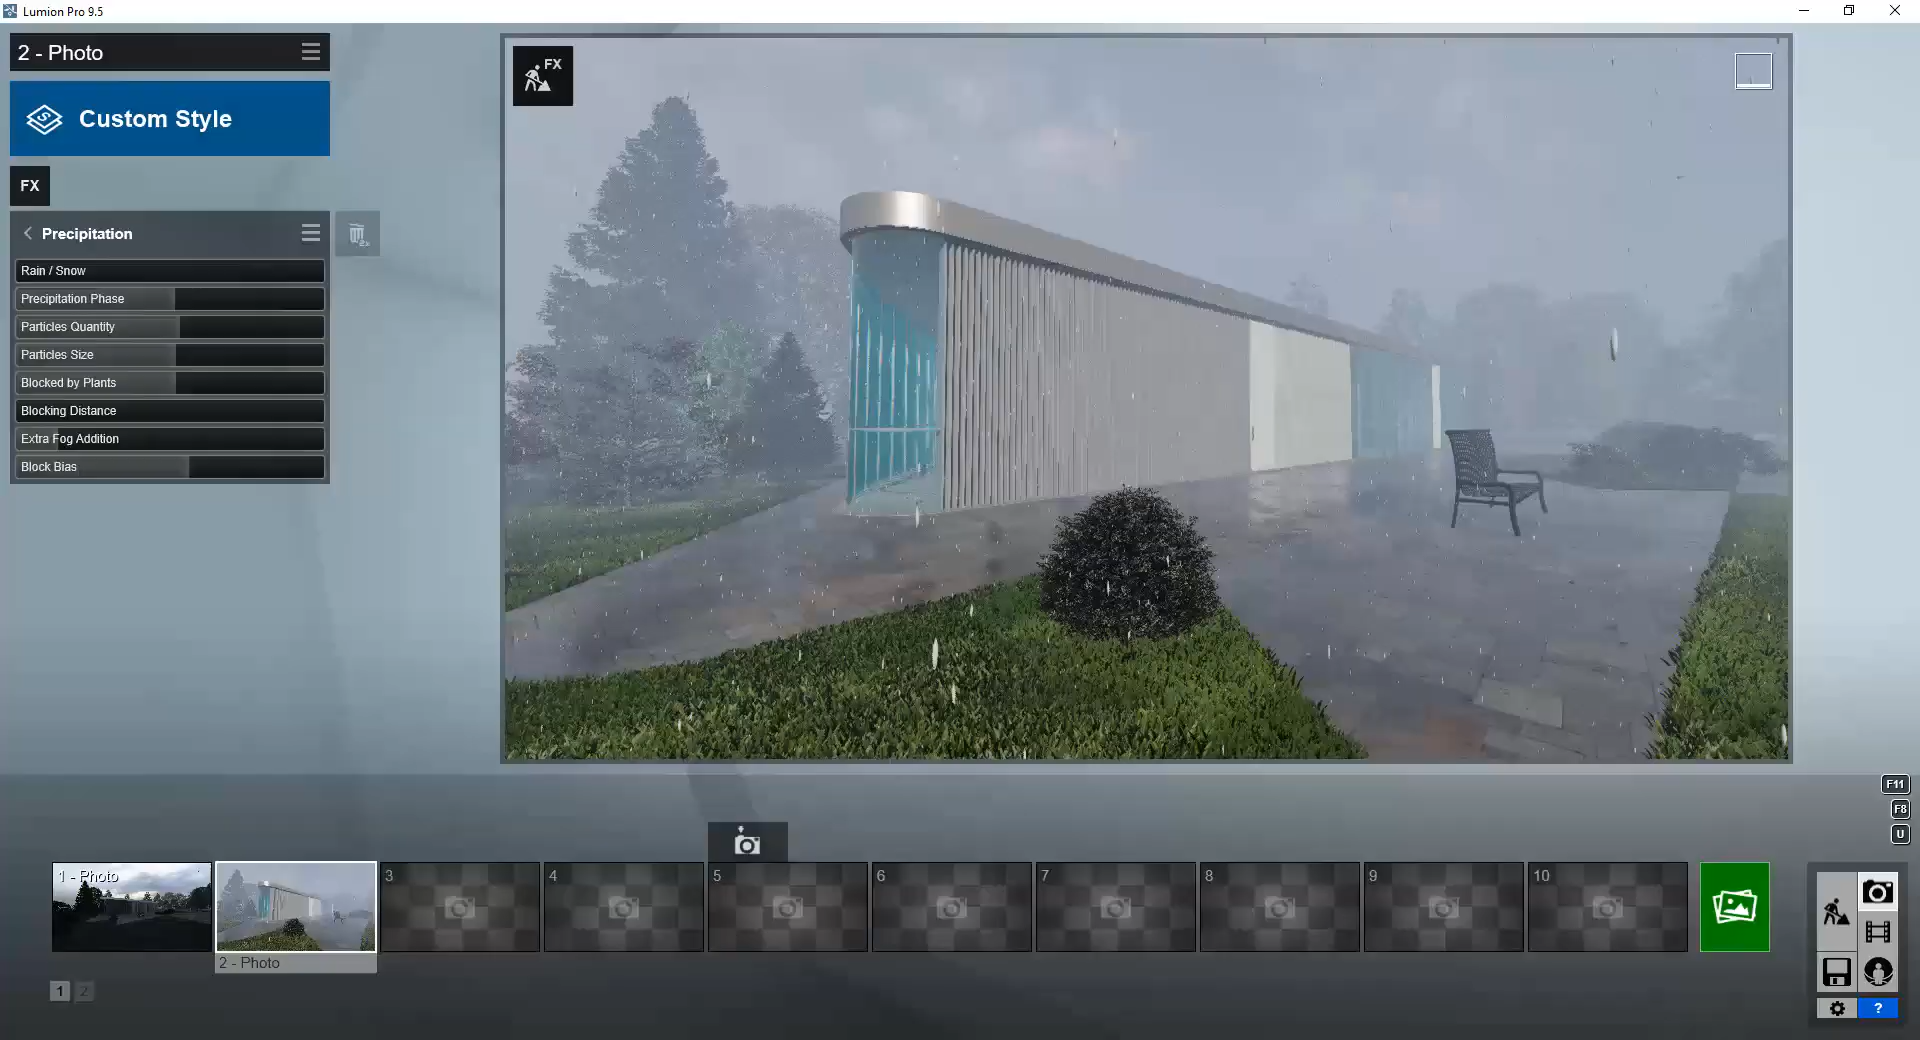 Lumion Pro 9.5
2 - Photo
FX
Custom Style
FX
Precipitation
Rain / Snow
Precipitation Phase
Particles Quantity
Particles Size
Blocked by Plants
Blocking Distance
Extra Fog Addition
Block Bias
F11
F8
U
1 - Photo
3
4
5
6
7
8
9
10
2 - Photo
1
2
?